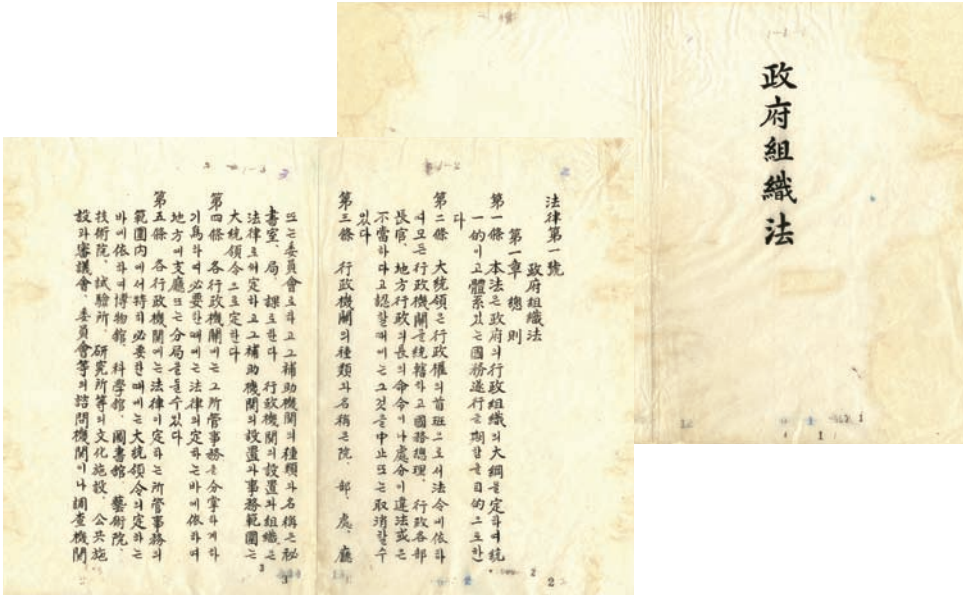 政府組織法
法律第一號
政府組織法
第一章 總則
第一條 本法은政府의行政組織의大綱을定하여統
一的이고體系있는國務遂行을期함을目的으로한
다
第二條 大統領은行政權의首班으로서法令에依하
여모든行政機關을統轄하고國務總理、行政各部
長官、地方行政의長의命令이나處分이違法或은
不當하다고認할때에는그것을中止또는取消할수
있다
第三條 行政機關의種類와名稱은院、部、處、廳
또는委員會로하고그補助機關의種類와名稱은秘
書室、局、課로한다 行政機關의設置와組織은
法律로써定하고그補助機關의設置와事務範圍는
大統領令으로定한다
第四條 各行政機關에는그所管事務를分掌하게하
기爲하여必要한때에는法律의定하는바에依하여
地方에支廳또는分局을둘수있다
第五條 各行政機關에는法律이定하는所管事務의
範圍內에서特히必要한때에는大統領令의定하는
바에依하여博物館、科學館、圖書館、藝術院、
技術院、試驗所、硏究所等의文化施設、公共施
設과審議會、委員會等의諮問機關이나調査機關
1
2
3